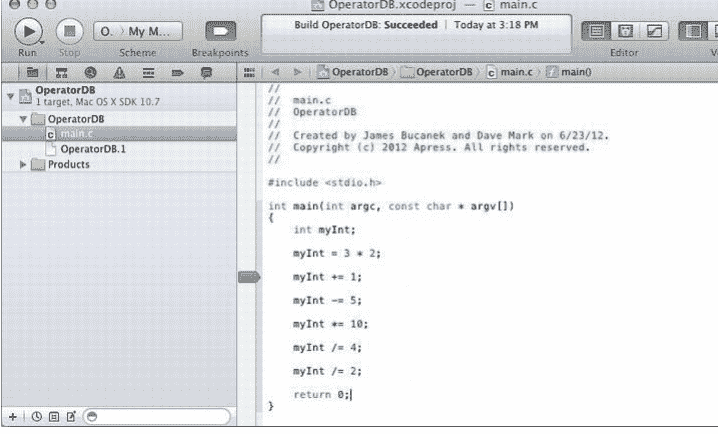 OperatorDB.xcodeproj — c main.c
Build OperatorDB: Succeeded | Today at 3:18 PM
O. › My M...
Run
Stop
Scheme
Breakpoints
Editor
OperatorDB
1 target, Mac OS X SDK 10.7
OperatorDB
c main.c
OperatorDB.1
Products
OperatorDB › OperatorDB › c main.c › f main()
//
// main.c
// OperatorDB
//
// Created by James Bucanek and Dave Mark on 6/23/12.
// Copyright (c) 2012 Apress. All rights reserved.
//
#include <stdio.h>
int main(int argc, const char * argv[])
{
int myInt;
myInt = 3 * 2;
myInt += 1;
myInt -= 5;
myInt *= 10;
myInt /= 4;
myInt /= 2;
return 0;
}